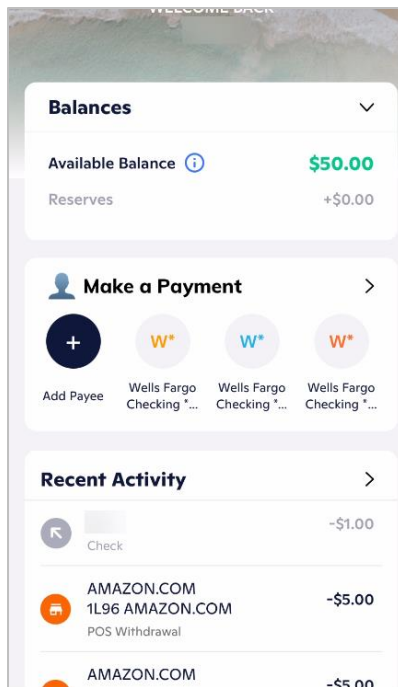 WELCOME BACK
Balances
Available Balance $50.00
Reserves +$0.00
Make a Payment
W* W* W*
Add Payee Wells Fargo Wells Fargo Wells Fargo
Checking *... Checking *... Checking *...
Recent Activity
-$1.00
Check
AMAZON.COM
1L96 AMAZON.COM -$5.00
POS Withdrawal
AMAZON.COM
-$5.00